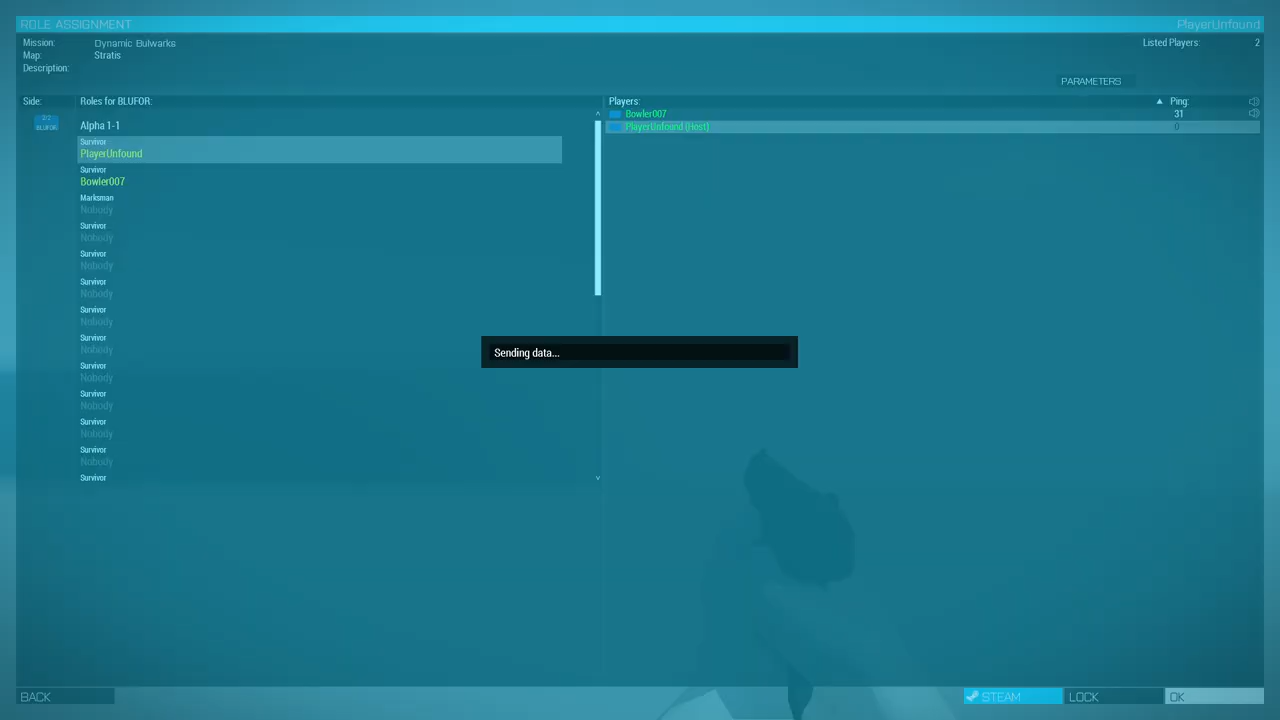 ROLE ASSIGNMENT PlayerUnfound
Mission: Dynamic Bulwarks Listed Players: 2
Map: Stratis
Description:
PARAMETERS
Side: Roles for BLUFOR: Players: Ping:
2/2
BLUFOR
Alpha 1-1
Survivor
PlayerUnfound
Survivor
Bowler007
Marksman
Nobody
Survivor
Nobody
Survivor
Nobody
Survivor
Nobody
Survivor
Nobody
Survivor
Nobody
Survivor
Nobody
Survivor
Nobody
Survivor
Nobody
Survivor
Nobody
Survivor
Bowler007 31
PlayerUnfound (Host) 0
Sending data...
BACK STEAM LOCK OK